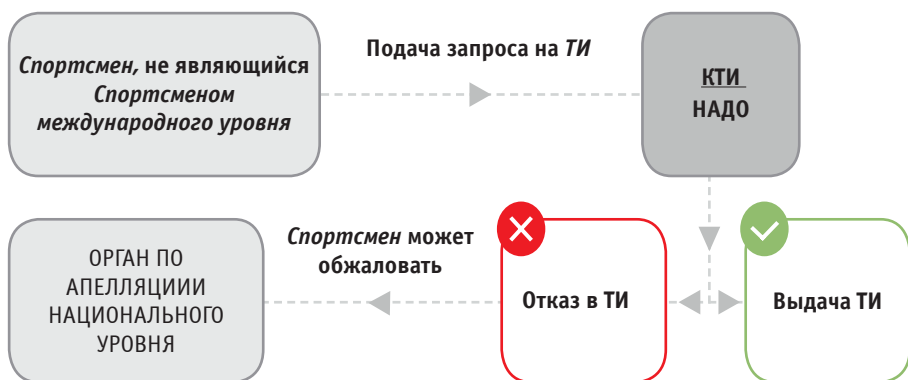 Спортсмен, не являющийся
Спортсменом
международного уровня
Подача запроса на ТИ
КТИ
НАДО
ОРГАН ПО
АПЕЛЛЯЦИИИ
НАЦИОНАЛЬНОГО
УРОВНЯ
Спортсмен может
обжаловать
Отказ в ТИ
Выдача ТИ